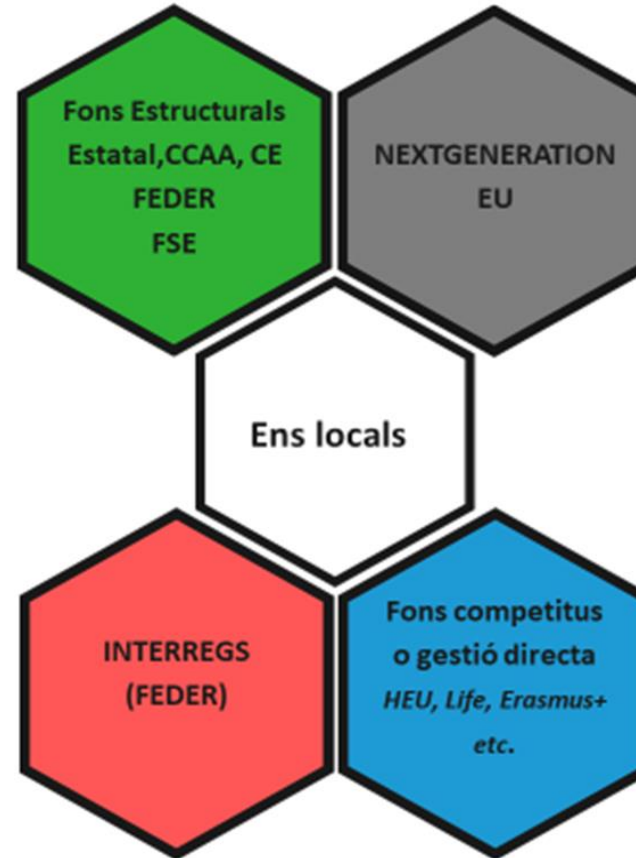 Fons Estructurals
Estatal,CCAA, CE
FEDER
FSE
NEXTGENERATION
EU
Ens locals
INTERREGS
(FEDER)
Fons competitus
o gestió directa
HEU, Life, Erasmus+
etc.